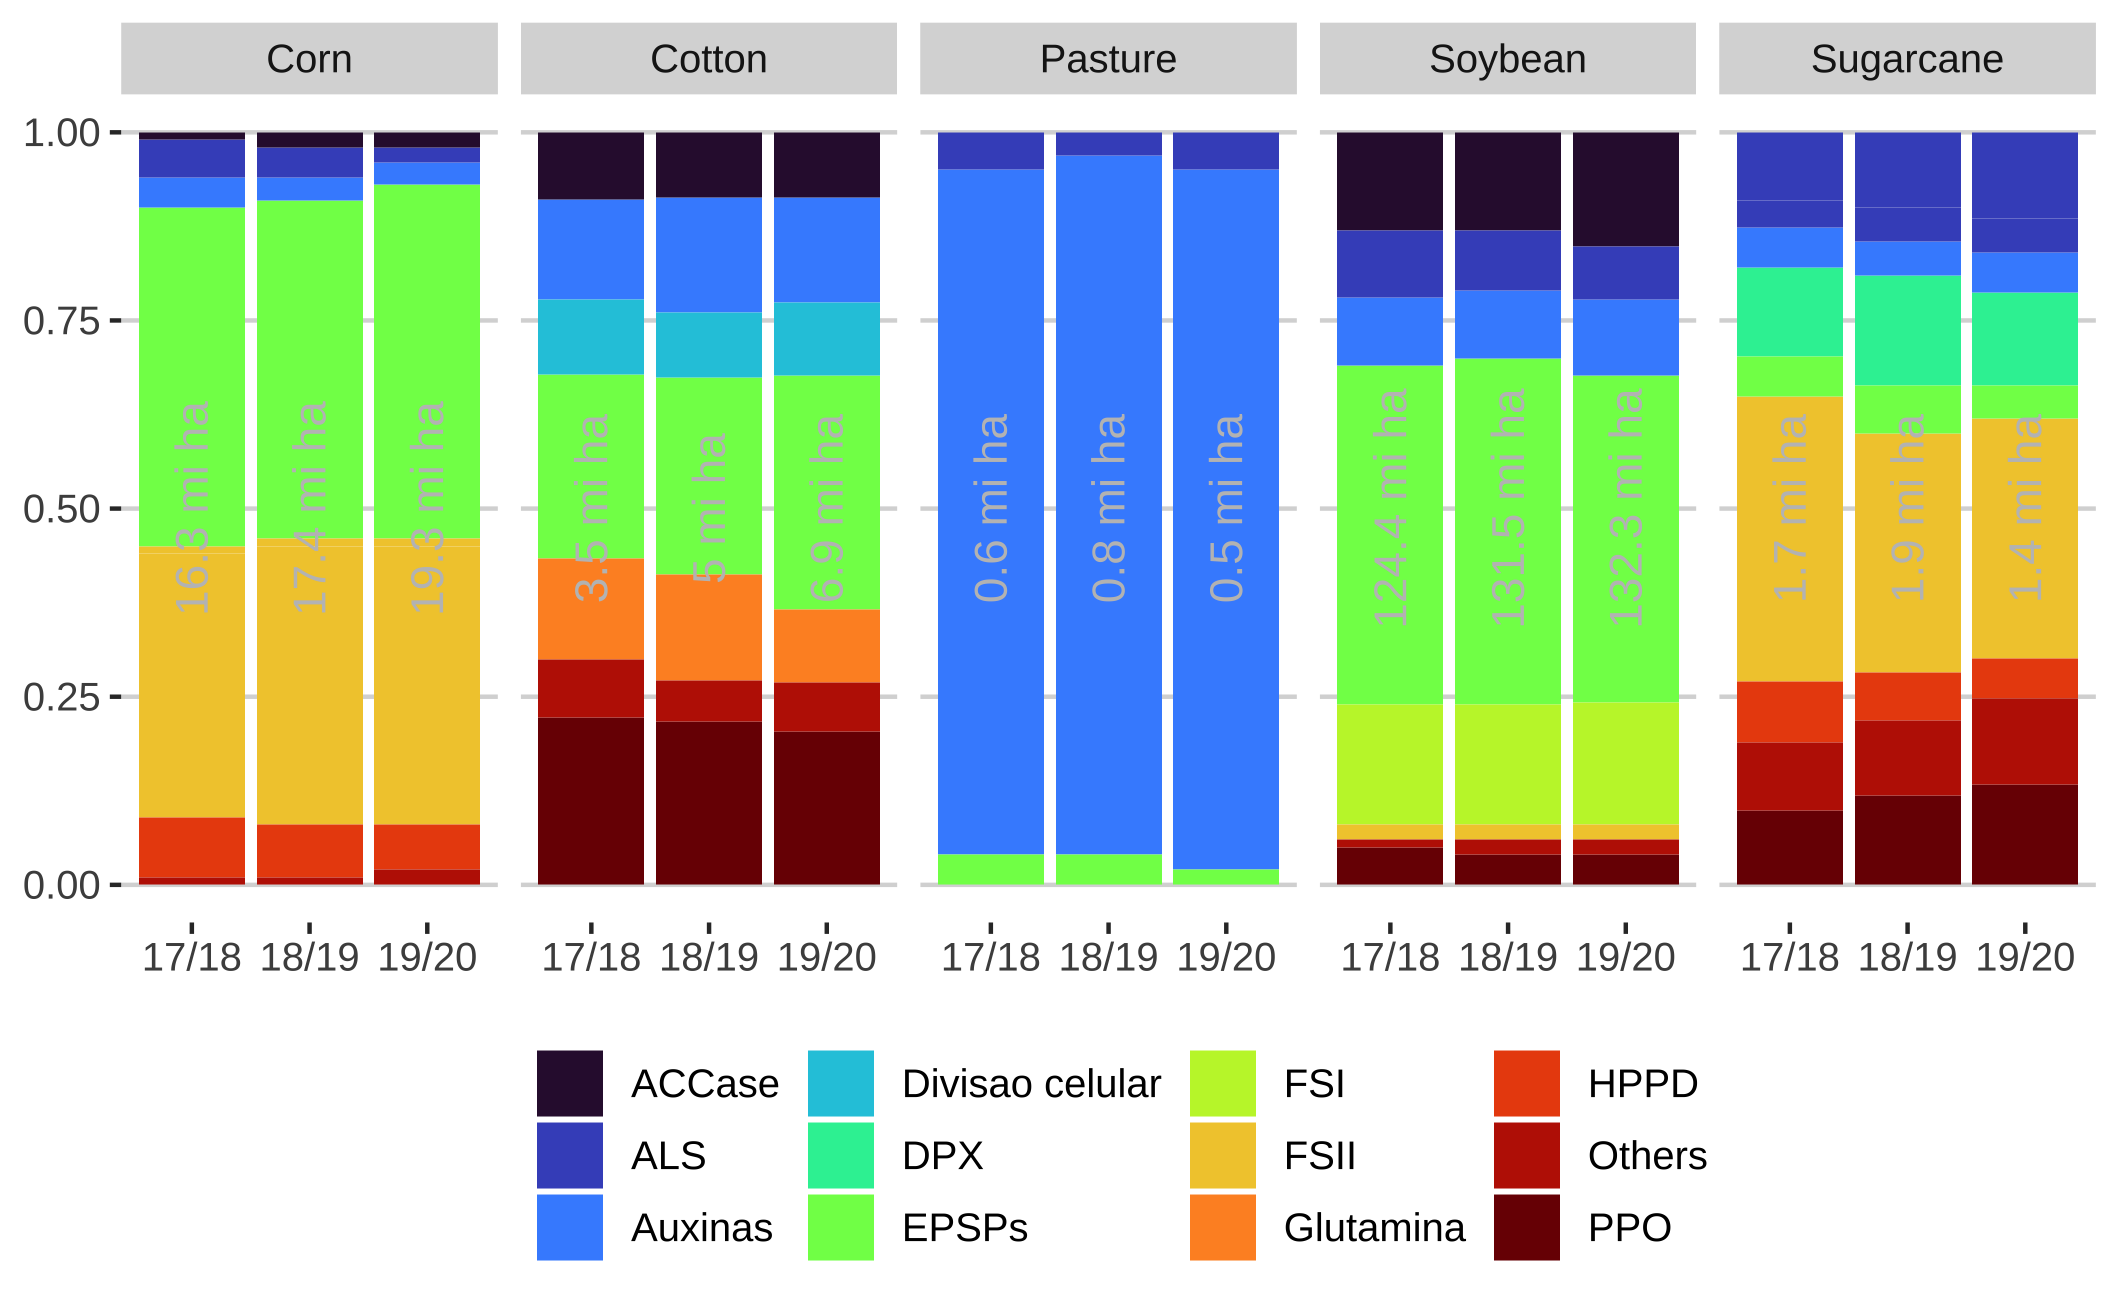 Corn Cotton Pasture Soybean Sugarcane
1.00
0.75
0.50
0.25
0.00
16.3 mi ha
17.4 mi ha
19.3 mi ha
3.5 mi ha
5 mi ha
6.9 mi ha
0.6 mi ha
0.8 mi ha
0.5 mi ha
124.4 mi ha
131.5 mi ha
132.3 mi ha
1.7 mi ha
1.9 mi ha
1.4 mi ha
17/18 18/19 19/20 17/18 18/19 19/20 17/18 18/19 19/20 17/18 18/19 19/20 17/18 18/19 19/20
ACCase Divisao celular FSI HPPD
ALS DPX FSII Others
Auxinas EPSPs Glutamina PPO